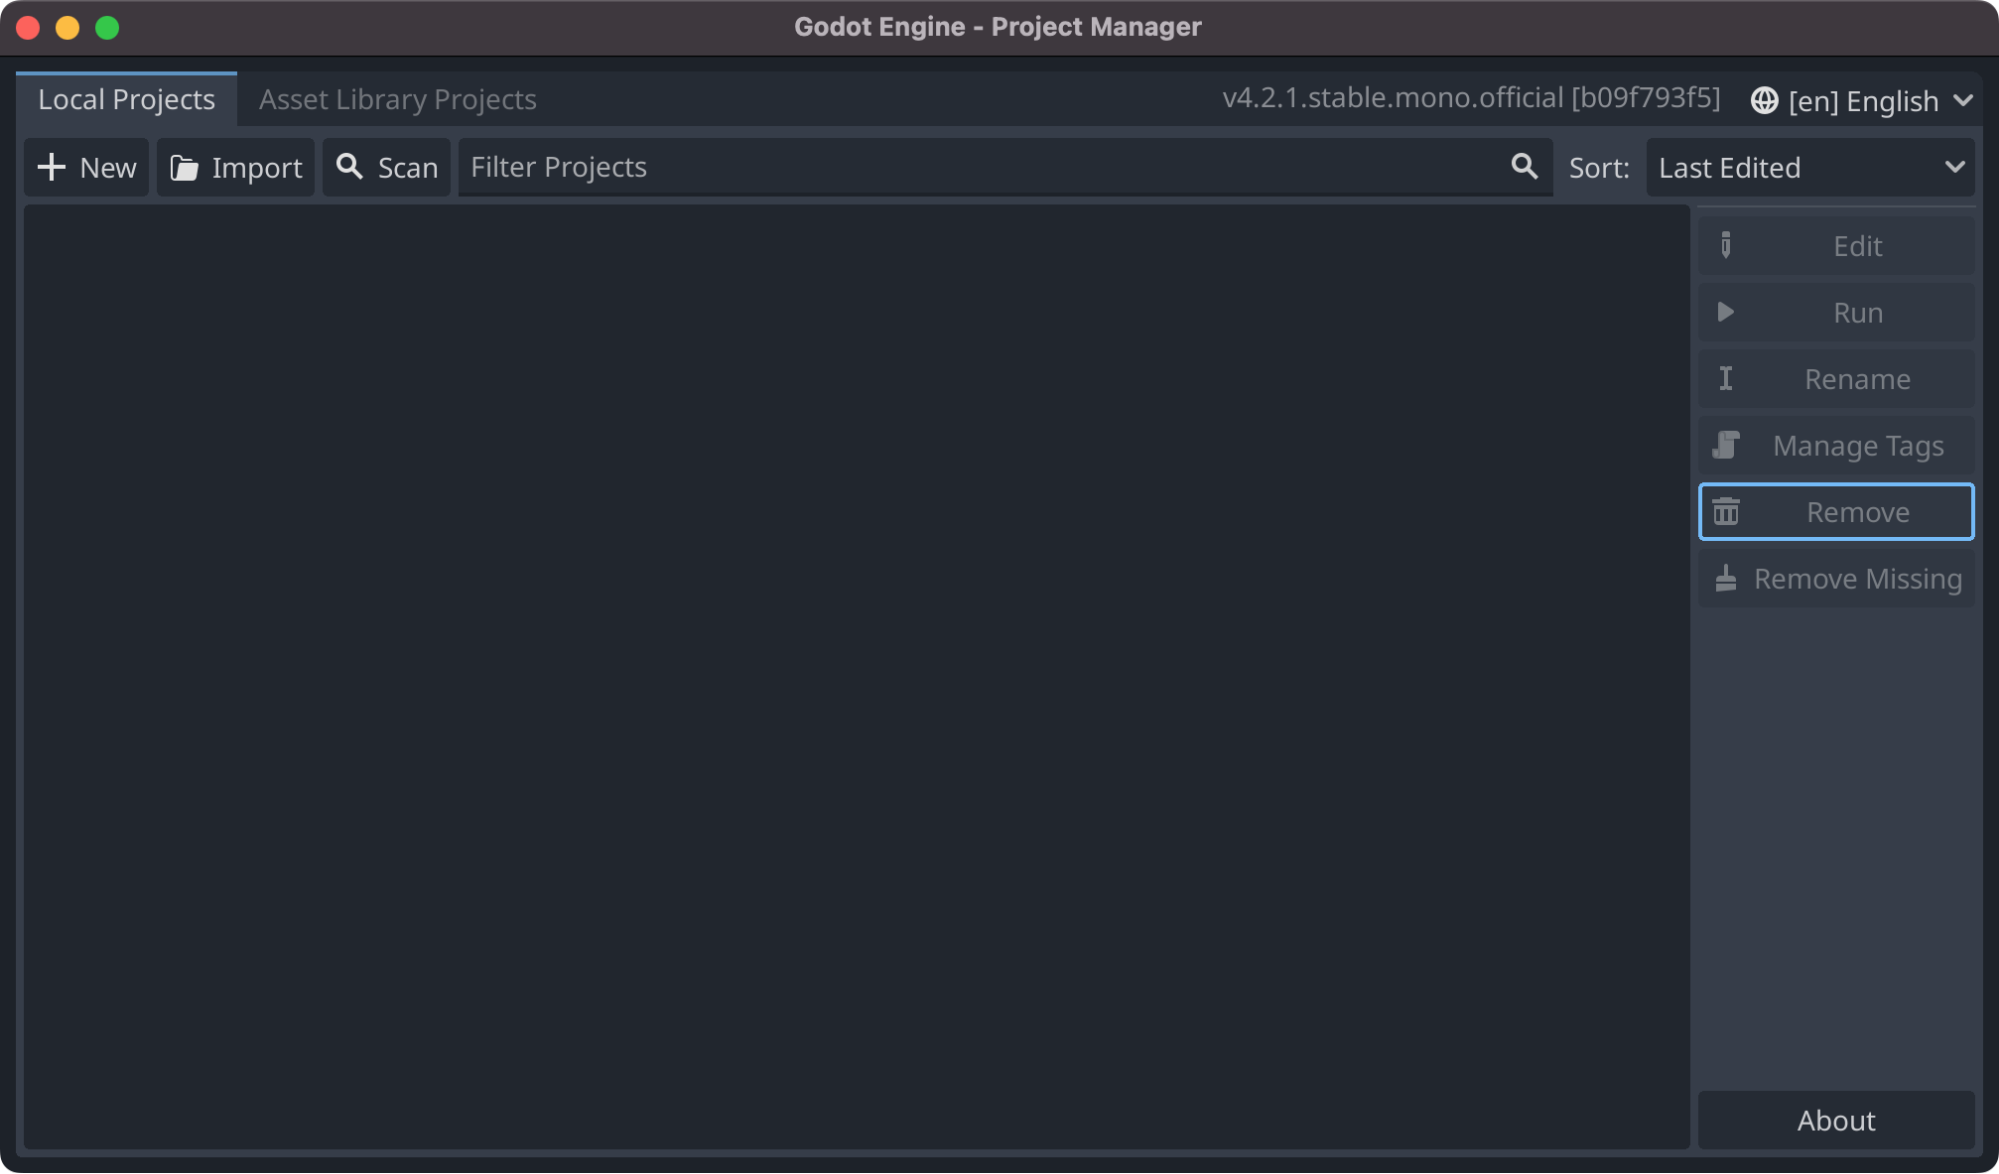 Godot Engine - Project Manager
Local Projects
Asset Library Projects
v4.2.1.stable.mono.official [b09f793f5]
[en] English
New
Import
Scan
Filter Projects
Sort:
Last Edited
Edit
Run
Rename
Manage Tags
Remove
Remove Missing
About